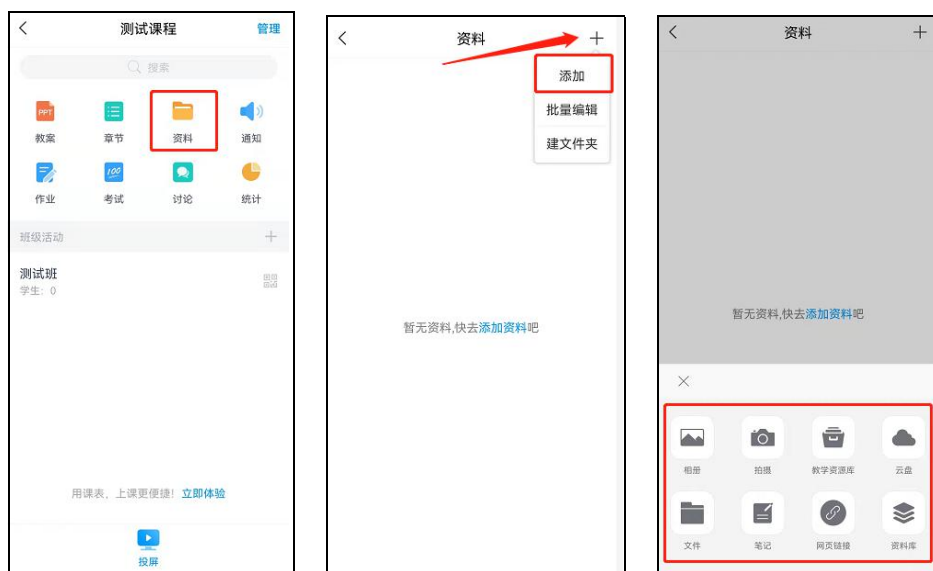 测试课程
管理
搜索
PPT
教案
章节
资料
通知
100
作业
考试
讨论
统计
班级活动
测试班
学生: 0
用课表，上课更便捷! 立即体验
投屏
资料
添加
批量编辑
建文件夹
暂无资料,快去添加资料吧
资料
暂无资料,快去添加资料吧
相册
拍摄
教学资源库
云盘
文件
笔记
网页链接
资料库